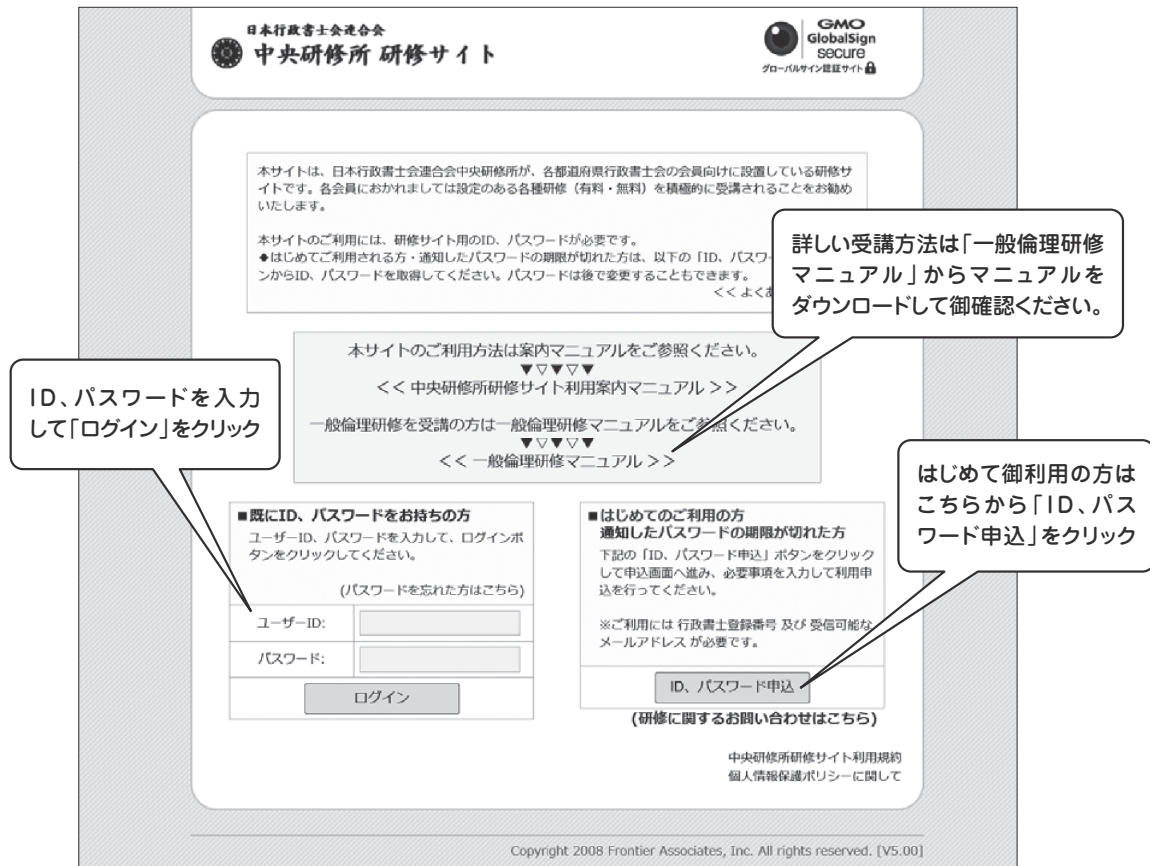 日本行政書士会連合会
中央研修所 研修サイト
GMO
GlobalSign
Secure
グローバルサイン認証サイト
本サイトは、日本行政書士会連合会中央研修所が、各都道府県行政書士会の会員向けに設置している研修サ
イトです。各会員におかれましては設定のある各種研修（有料・無料）を積極的に受講されることをお勧め
いたします。
本サイトのご利用には、研修サイト用のID、パスワードが必要です。
◆はじめてご利用される方・通知したパスワードの期限が切れた方は、以下の「ID、パスワー
ンからID、パスワードを取得してください。パスワードは後で変更することもできます。
<< よくあ
詳しい受講方法は「一般倫理研修
マニュアル」からマニュアルを
ダウンロードして御確認ください。
本サイトのご利用方法は案内マニュアルをご参照ください。
▼▽▼▽▼
<< 中央研修所研修サイト利用案内マニュアル >>
一般倫理研修を受講の方は一般倫理研修マニュアルをご参照ください。
▼▽▼▽▼
<< 一般倫理研修マニュアル >>
ID、パスワードを入力
して「ログイン」をクリック
はじめて御利用の方は
こちらから「ID、パス
ワード申込」をクリック
■既にID、パスワードをお持ちの方
ユーザーID、パスワードを入力して、ログインボ
タンをクリックしてください。
(パスワードを忘れた方はこちら)
ユーザーID:
パスワード:
ログイン
■はじめてのご利用の方
通知したパスワードの期限が切れた方
下記の「ID、パスワード申込」ボタンをクリック
して申込画面へ進み、必要事項を入力して利用申
込を行ってください。
※ご利用には 行政書士登録番号 及び 受信可能な
メールアドレス が必要です。
ID、パスワード申込
(研修に関するお問い合わせはこちら)
中央研修所研修サイト利用規約
個人情報保護ポリシーに関して
Copyright 2008 Frontier Associates, Inc. All rights reserved. [V5.00]